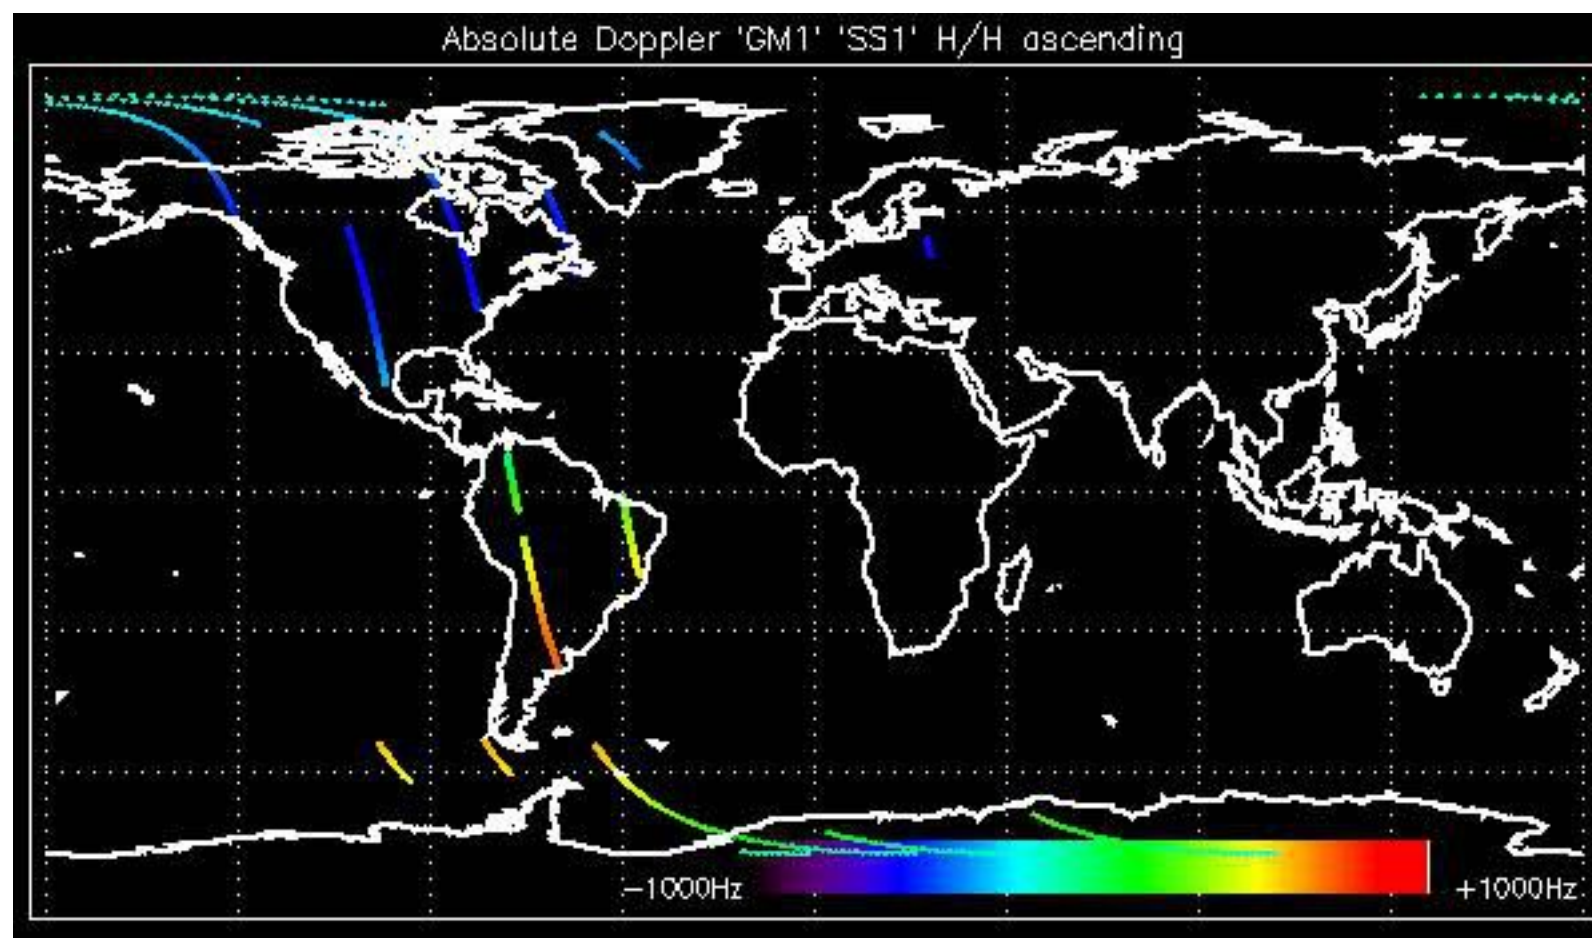 Absolute Doppler 'GM1' 'SS1' H/H ascending
-1000Hz +1000Hz